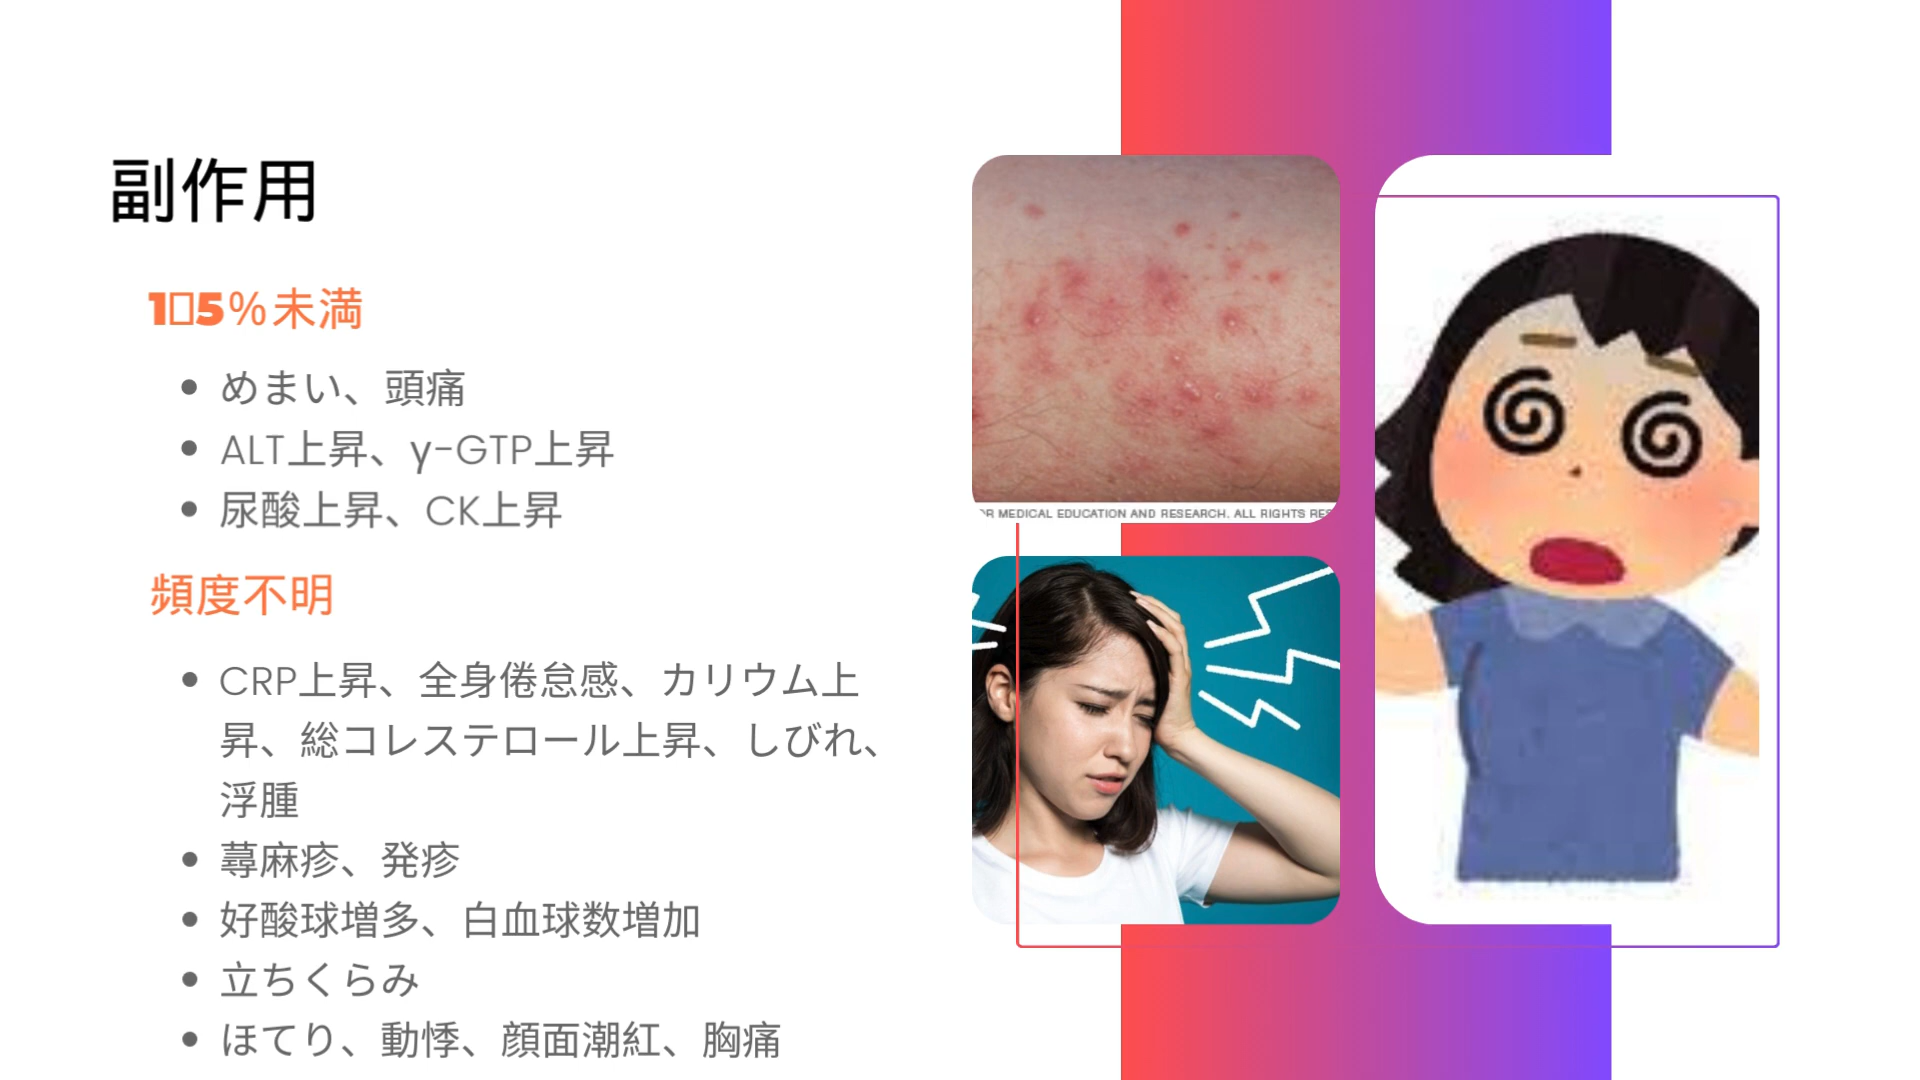 副作用
1▯5%未満
めまい、頭痛
ALT上昇、γ-GTP上昇
尿酸上昇、CK上昇
頻度不明
CRP上昇、全身倦怠感、カリウム上
昇、総コレステロール上昇、しびれ、
浮腫
蕁麻疹、発疹
好酸球増多、白血球数増加
立ちくらみ
ほてり、動悸、顔面潮紅、胸痛
OR MEDICAL EDUCATION AND RESEARCH. ALL RIGHTS RES